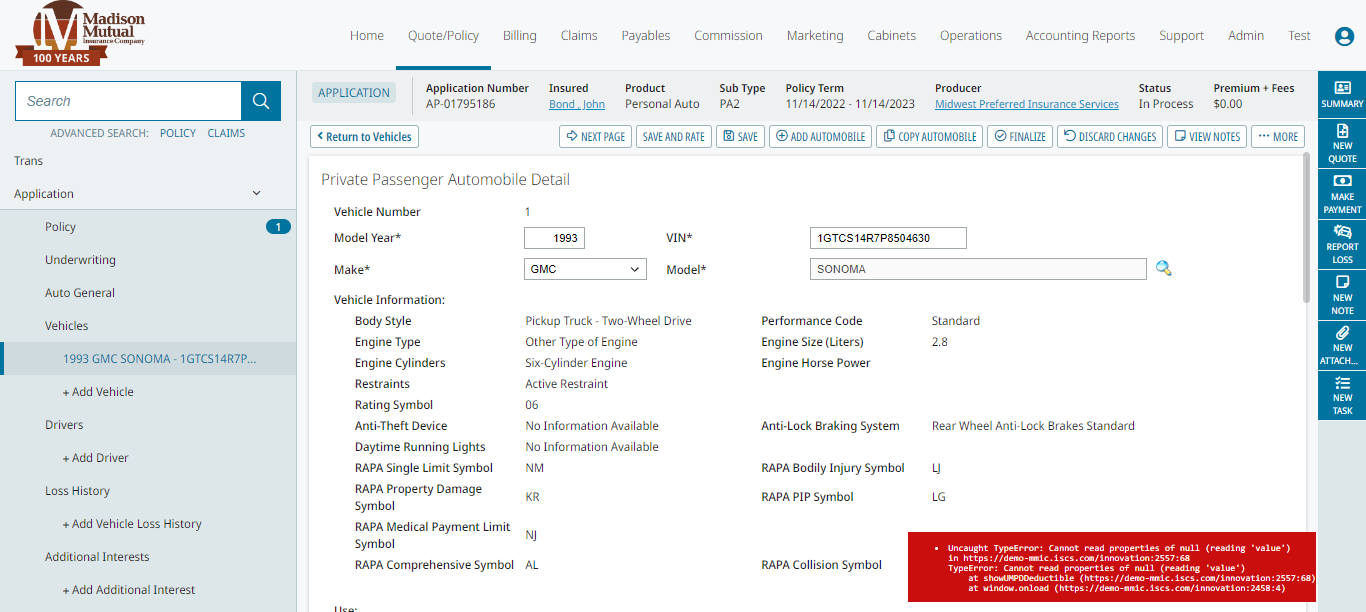 Madison
Mutual
Insurance Company
100 YEARS
Home Quote/Policy Billing Claims Payables Commission Marketing Cabinets Operations Accounting Reports Support Admin Test
Search
ADVANCED SEARCH: POLICY CLAIMS
Trans
Application
Policy 1
Underwriting
Auto General
Vehicles
1993 GMC SONOMA - 1GTCS14R7P...
+ Add Vehicle
Drivers
+ Add Driver
Loss History
+ Add Vehicle Loss History
Additional Interests
+ Add Additional Interest
APPLICATION
Application Number Insured Product Sub Type Policy Term Producer Status Premium + Fees
AP-01795186 Bond , John Personal Auto PA2 11/14/2022 - 11/14/2023 Midwest Preferred Insurance Services In Process $0.00
Return to Vehicles NEXT PAGE SAVE AND RATE SAVE ADD AUTOMOBILE COPY AUTOMOBILE FINALIZE DISCARD CHANGES VIEW NOTES ··· MORE
Private Passenger Automobile Detail
Vehicle Number 1
Model Year* 1993 VIN* 1GTCS14R7P8504630
Make* GMC Model* SONOMA
Vehicle Information:
Body Style Pickup Truck - Two-Wheel Drive Performance Code Standard
Engine Type Other Type of Engine Engine Size (Liters) 2.8
Engine Cylinders Six-Cylinder Engine Engine Horse Power
Restraints Active Restraint
Rating Symbol 06
Anti-Theft Device No Information Available Anti-Lock Braking System Rear Wheel Anti-Lock Brakes Standard
Daytime Running Lights No Information Available
RAPA Single Limit Symbol NM RAPA Bodily Injury Symbol LJ
RAPA Property Damage
Symbol KR RAPA PIP Symbol LG
RAPA Medical Payment Limit
Symbol NJ
RAPA Comprehensive Symbol AL RAPA Collision Symbol
Use:
• Uncaught TypeError: Cannot read properties of null (reading 'value')
in https://demo-mmic.iscs.com/innovation:2557:68
TypeError: Cannot read properties of null (reading 'value')
at showUMPDDeductible (https://demo-mmic.iscs.com/innovation:2557:68)
at window.onload (https://demo-mmic.iscs.com/innovation:2458:4)
SUMMARY
NEW
QUOTE
MAKE
PAYMENT
REPORT
LOSS
NEW
NOTE
NEW
ATTACH...
NEW
TASK